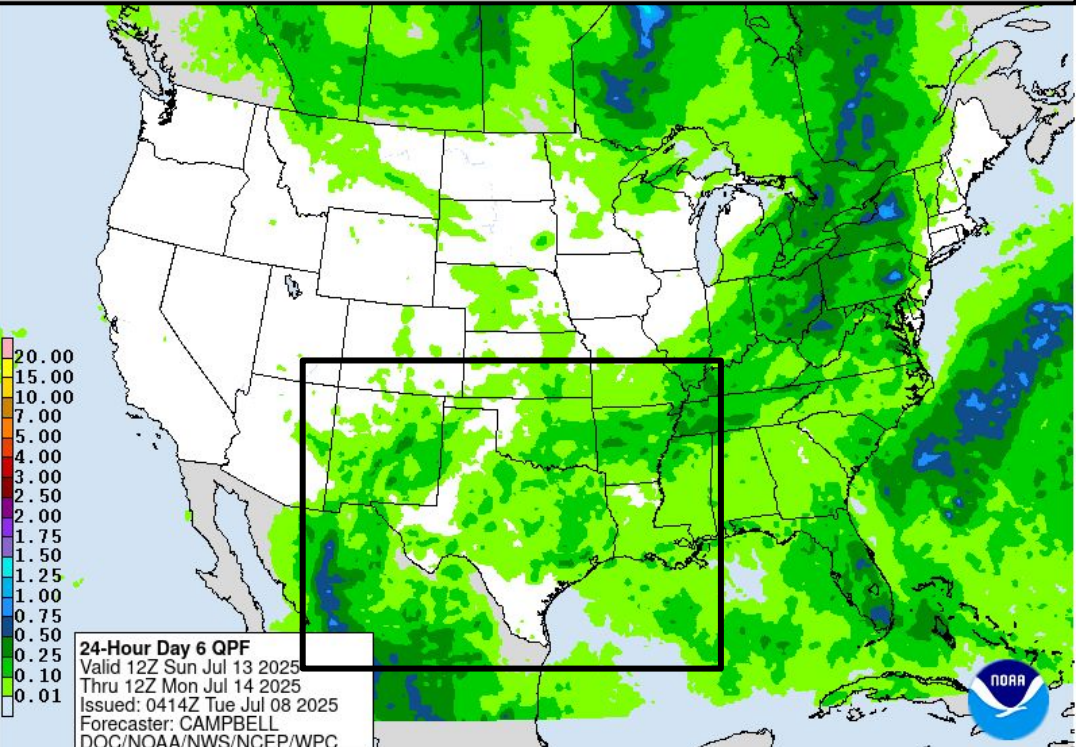 20.00
15.00
10.00
7.00
5.00
4.00
3.00
2.50
2.00
1.75
1.50
1.25
1.00
0.75
0.50
0.25
0.10
0.01
24-Hour Day 6 QPF
Valid 12Z Sun Jul 13 2025
Thru 12Z Mon Jul 14 2025
Issued: 0414Z Tue Jul 08 2025
Forecaster: CAMPBELL
DOC/NOAA/NWS/NCEP/WPC
NOAA